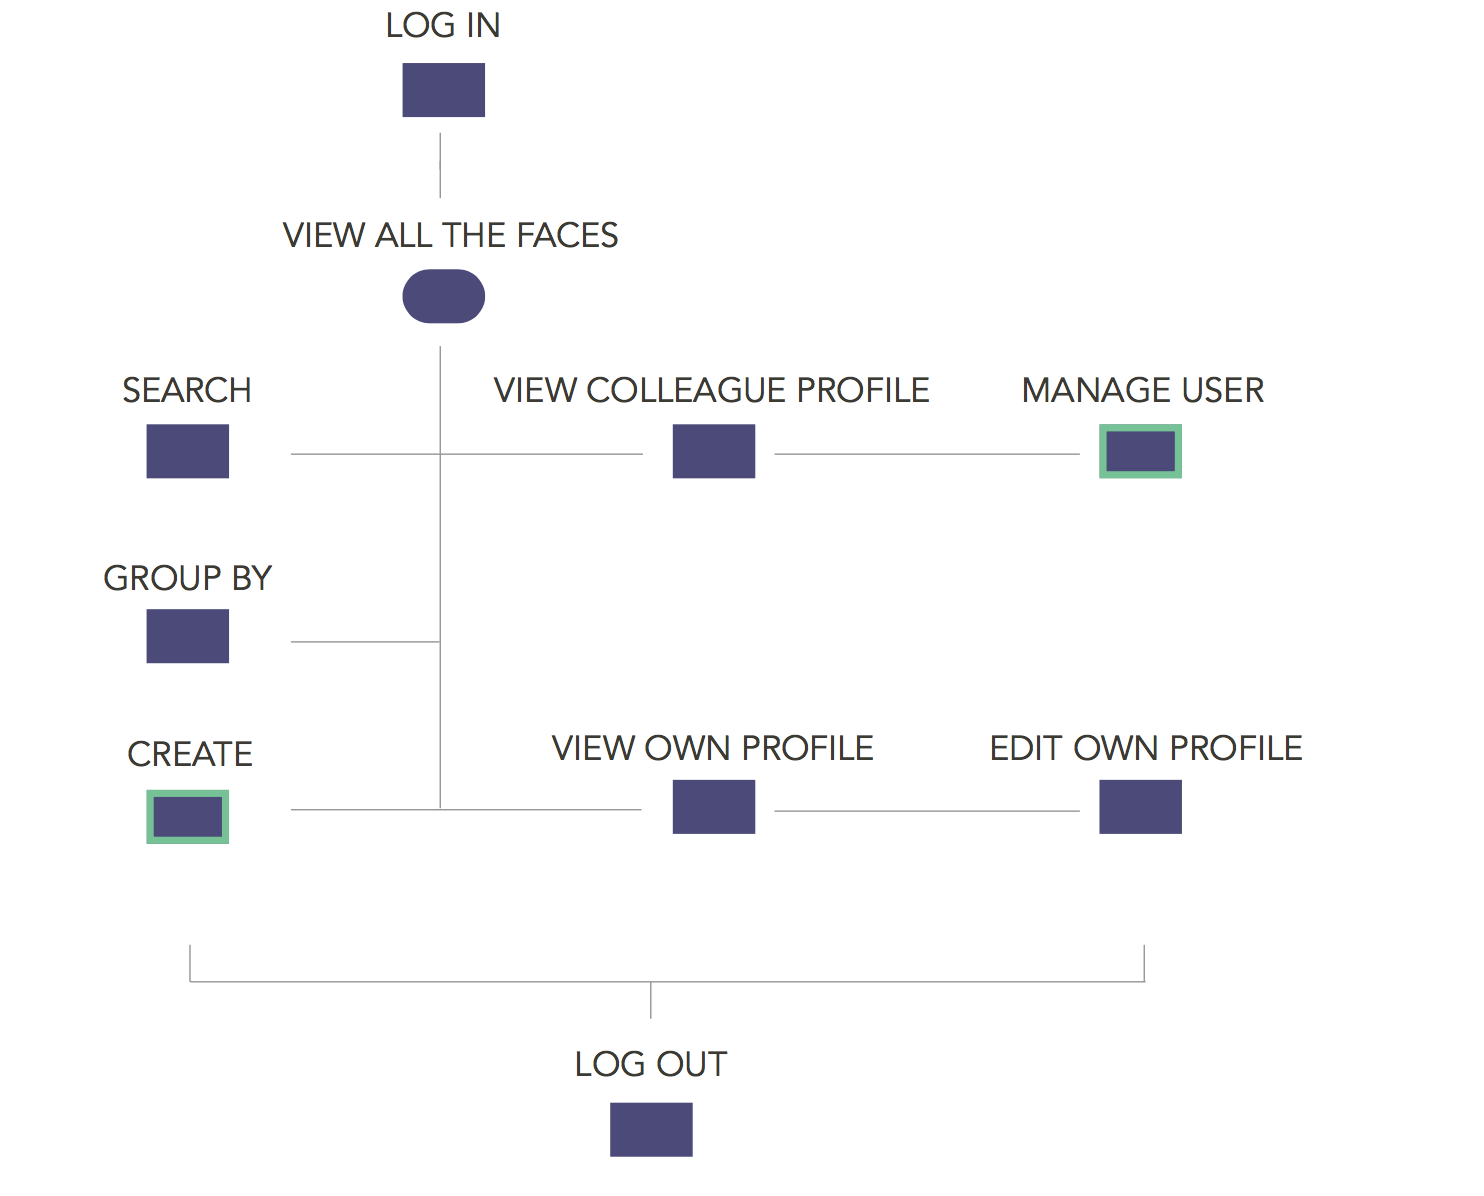 LOG IN
VIEW ALL THE FACES
SEARCH
VIEW COLLEAGUE PROFILE
MANAGE USER
GROUP BY
CREATE
VIEW OWN PROFILE
EDIT OWN PROFILE
LOG OUT